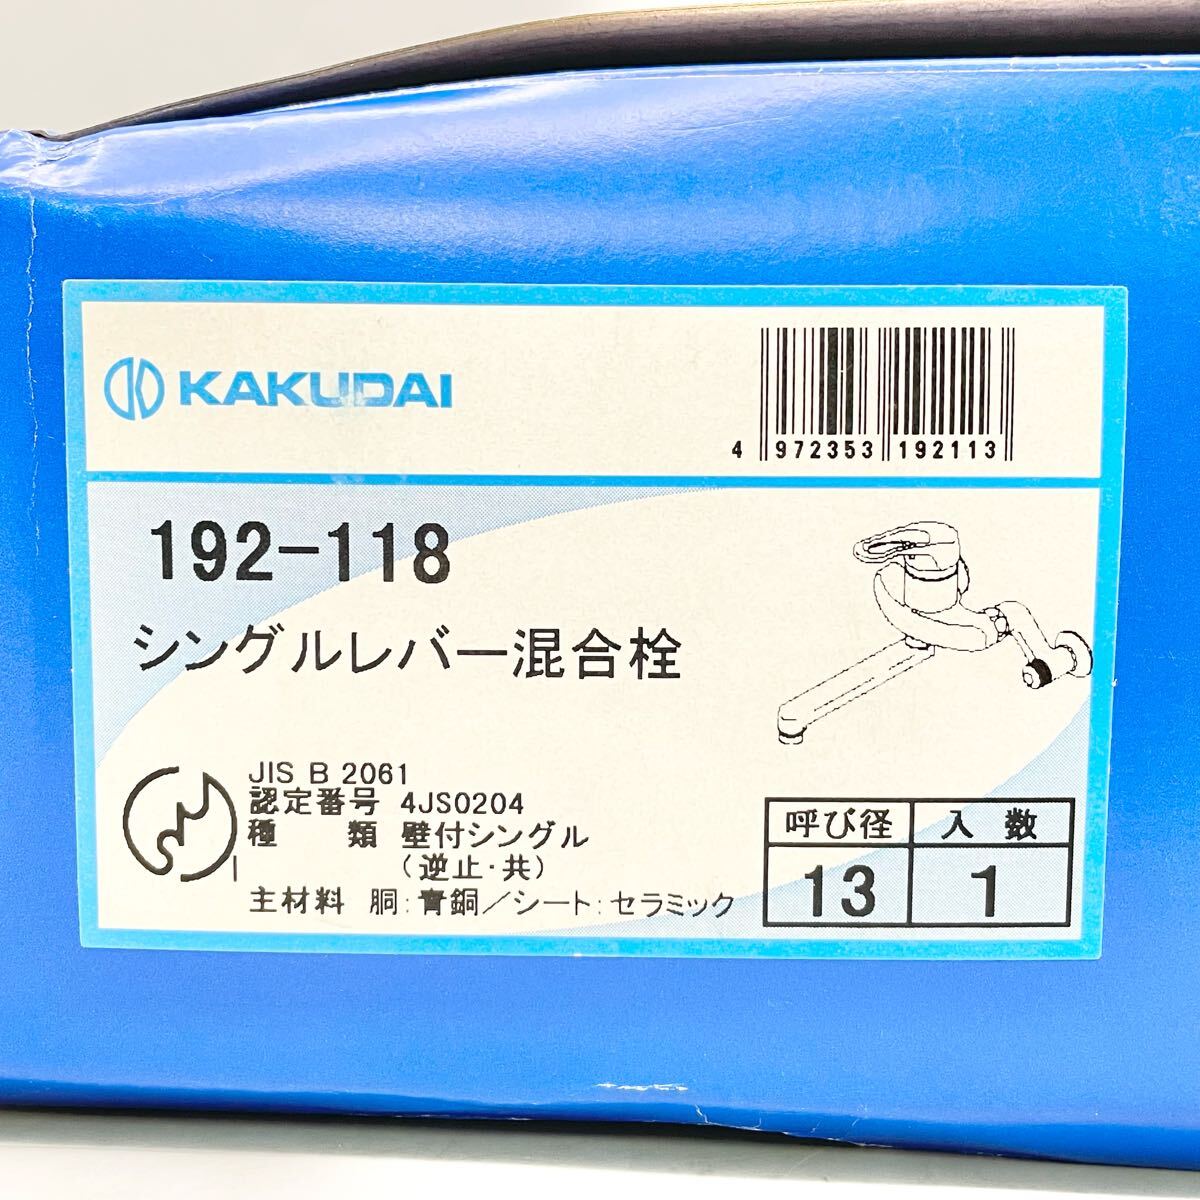 KAKUDAI
4 972353 192113
192-118
シングルレバー混合栓
JIS B 2061
認定番号 4JS0204
種 類 壁付シングル
（逆止・共）
主材料 胴:青銅／シート:セラミック
呼び径 入数
13 1